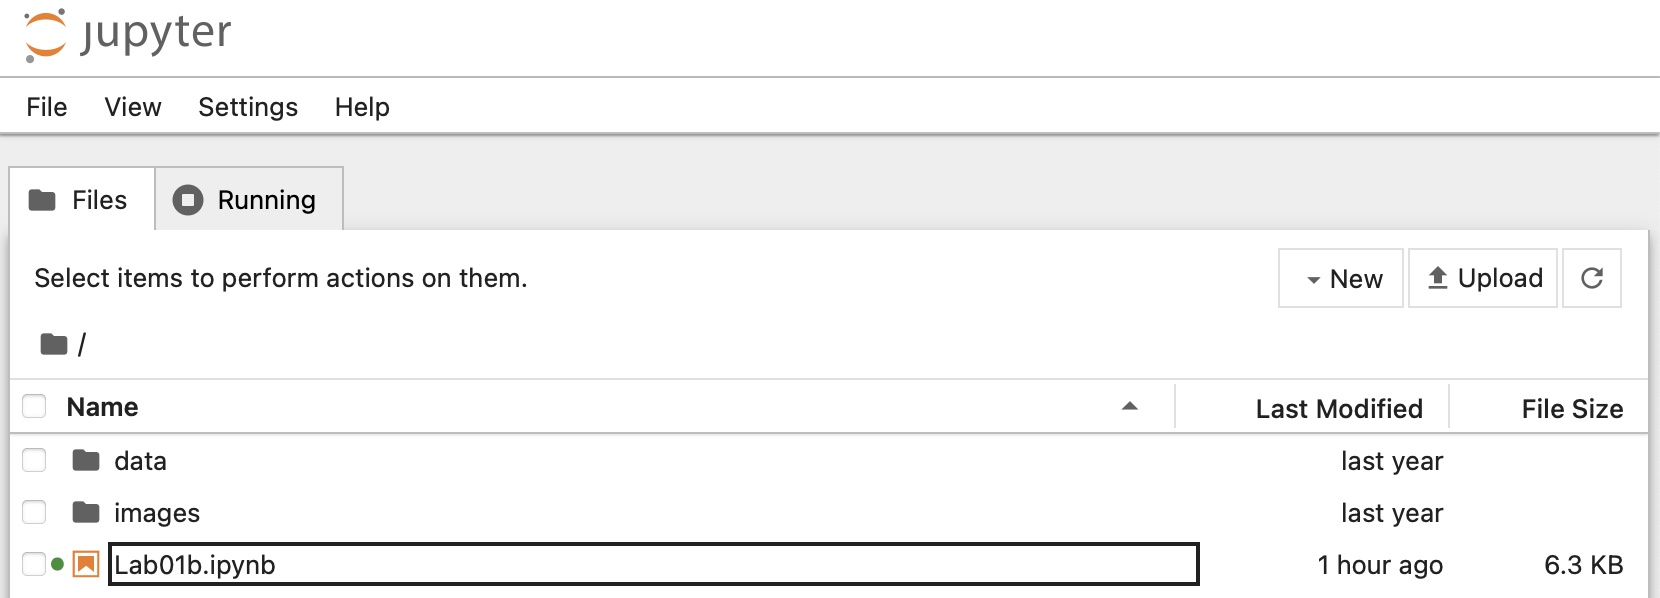 jupyter
File View Settings Help
Files Running
Select items to perform actions on them.
New Upload
/
Name Last Modified File Size
data last year
images last year
Lab01b.ipynb 1 hour ago 6.3 KB